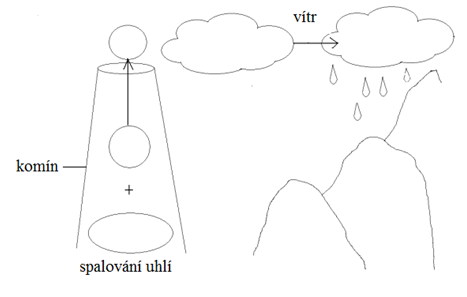 vítr
komín
+
spalování uhlí